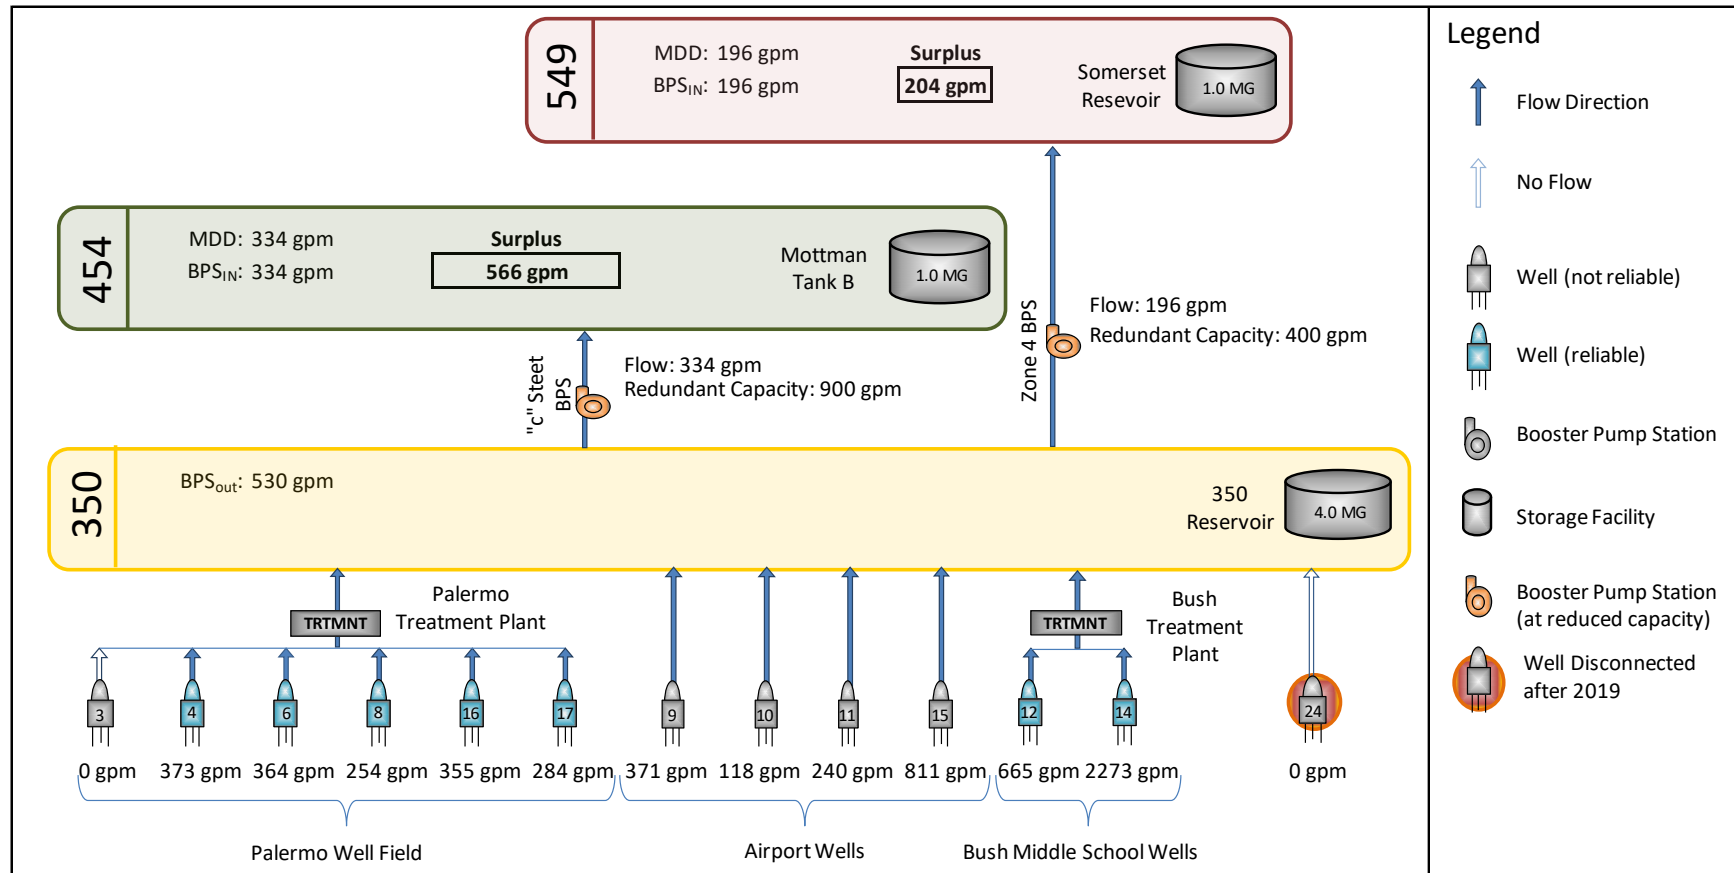 549
MDD: 196 gpm
BPSIN: 196 gpm
Surplus
204 gpm
Somerset
Resevoir
1.0 MG
454
MDD: 334 gpm
BPSIN: 334 gpm
Surplus
566 gpm
Mottman
Tank B
1.0 MG
"c" Steet
BPS
Flow: 334 gpm
Redundant Capacity: 900 gpm
Zone 4 BPS
Flow: 196 gpm
Redundant Capacity: 400 gpm
350
BPSout: 530 gpm
350
Reservoir
4.0 MG
TRTMNT
Palermo
Treatment Plant
TRTMNT
Bush
Treatment
Plant
3
4
6
8
16
17
9
10
11
15
12
14
24
0 gpm
373 gpm
364 gpm
254 gpm
355 gpm
284 gpm
371 gpm
118 gpm
240 gpm
811 gpm
665 gpm
2273 gpm
0 gpm
Palermo Well Field
Airport Wells
Bush Middle School Wells
Legend
Flow Direction
No Flow
Well (not reliable)
Well (reliable)
Booster Pump Station
Storage Facility
Booster Pump Station
(at reduced capacity)
Well Disconnected
after 2019